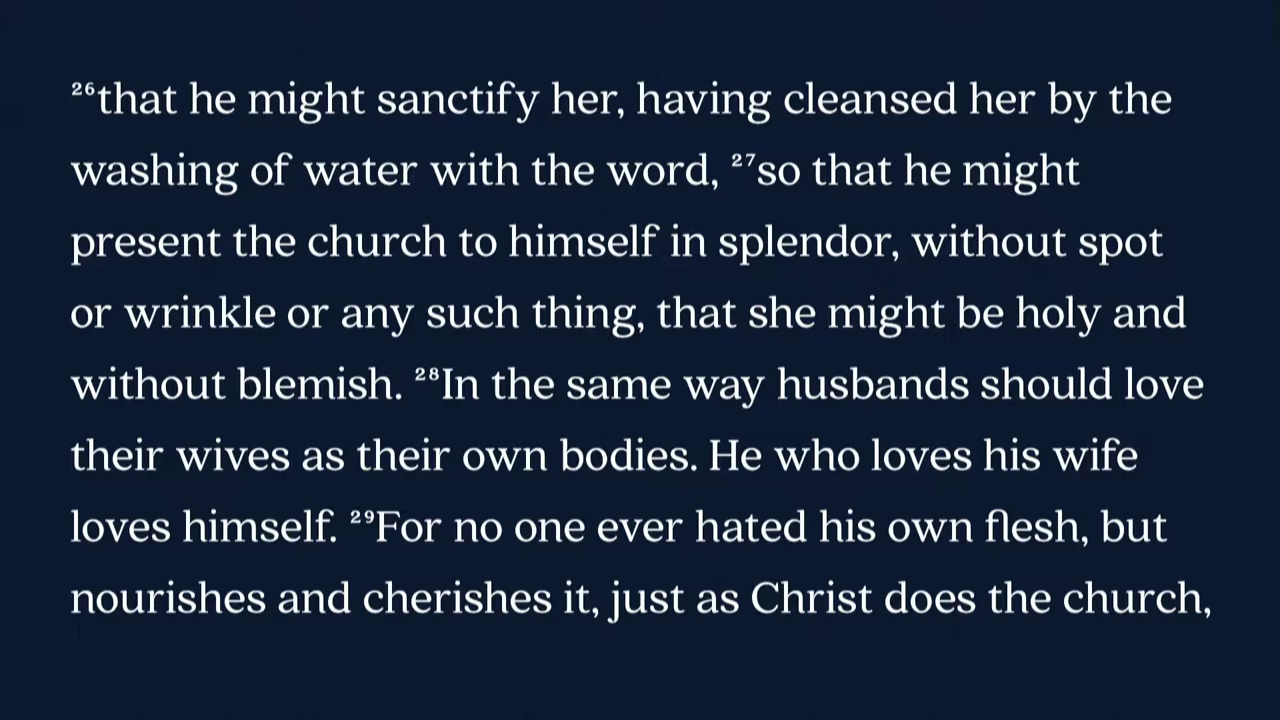 ²⁶that he might sanctify her, having cleansed her by the
washing of water with the word, ²⁷so that he might
present the church to himself in splendor, without spot
or wrinkle or any such thing, that she might be holy and
without blemish. ²⁸In the same way husbands should love
their wives as their own bodies. He who loves his wife
loves himself. ²⁹For no one ever hated his own flesh, but
nourishes and cherishes it, just as Christ does the church,